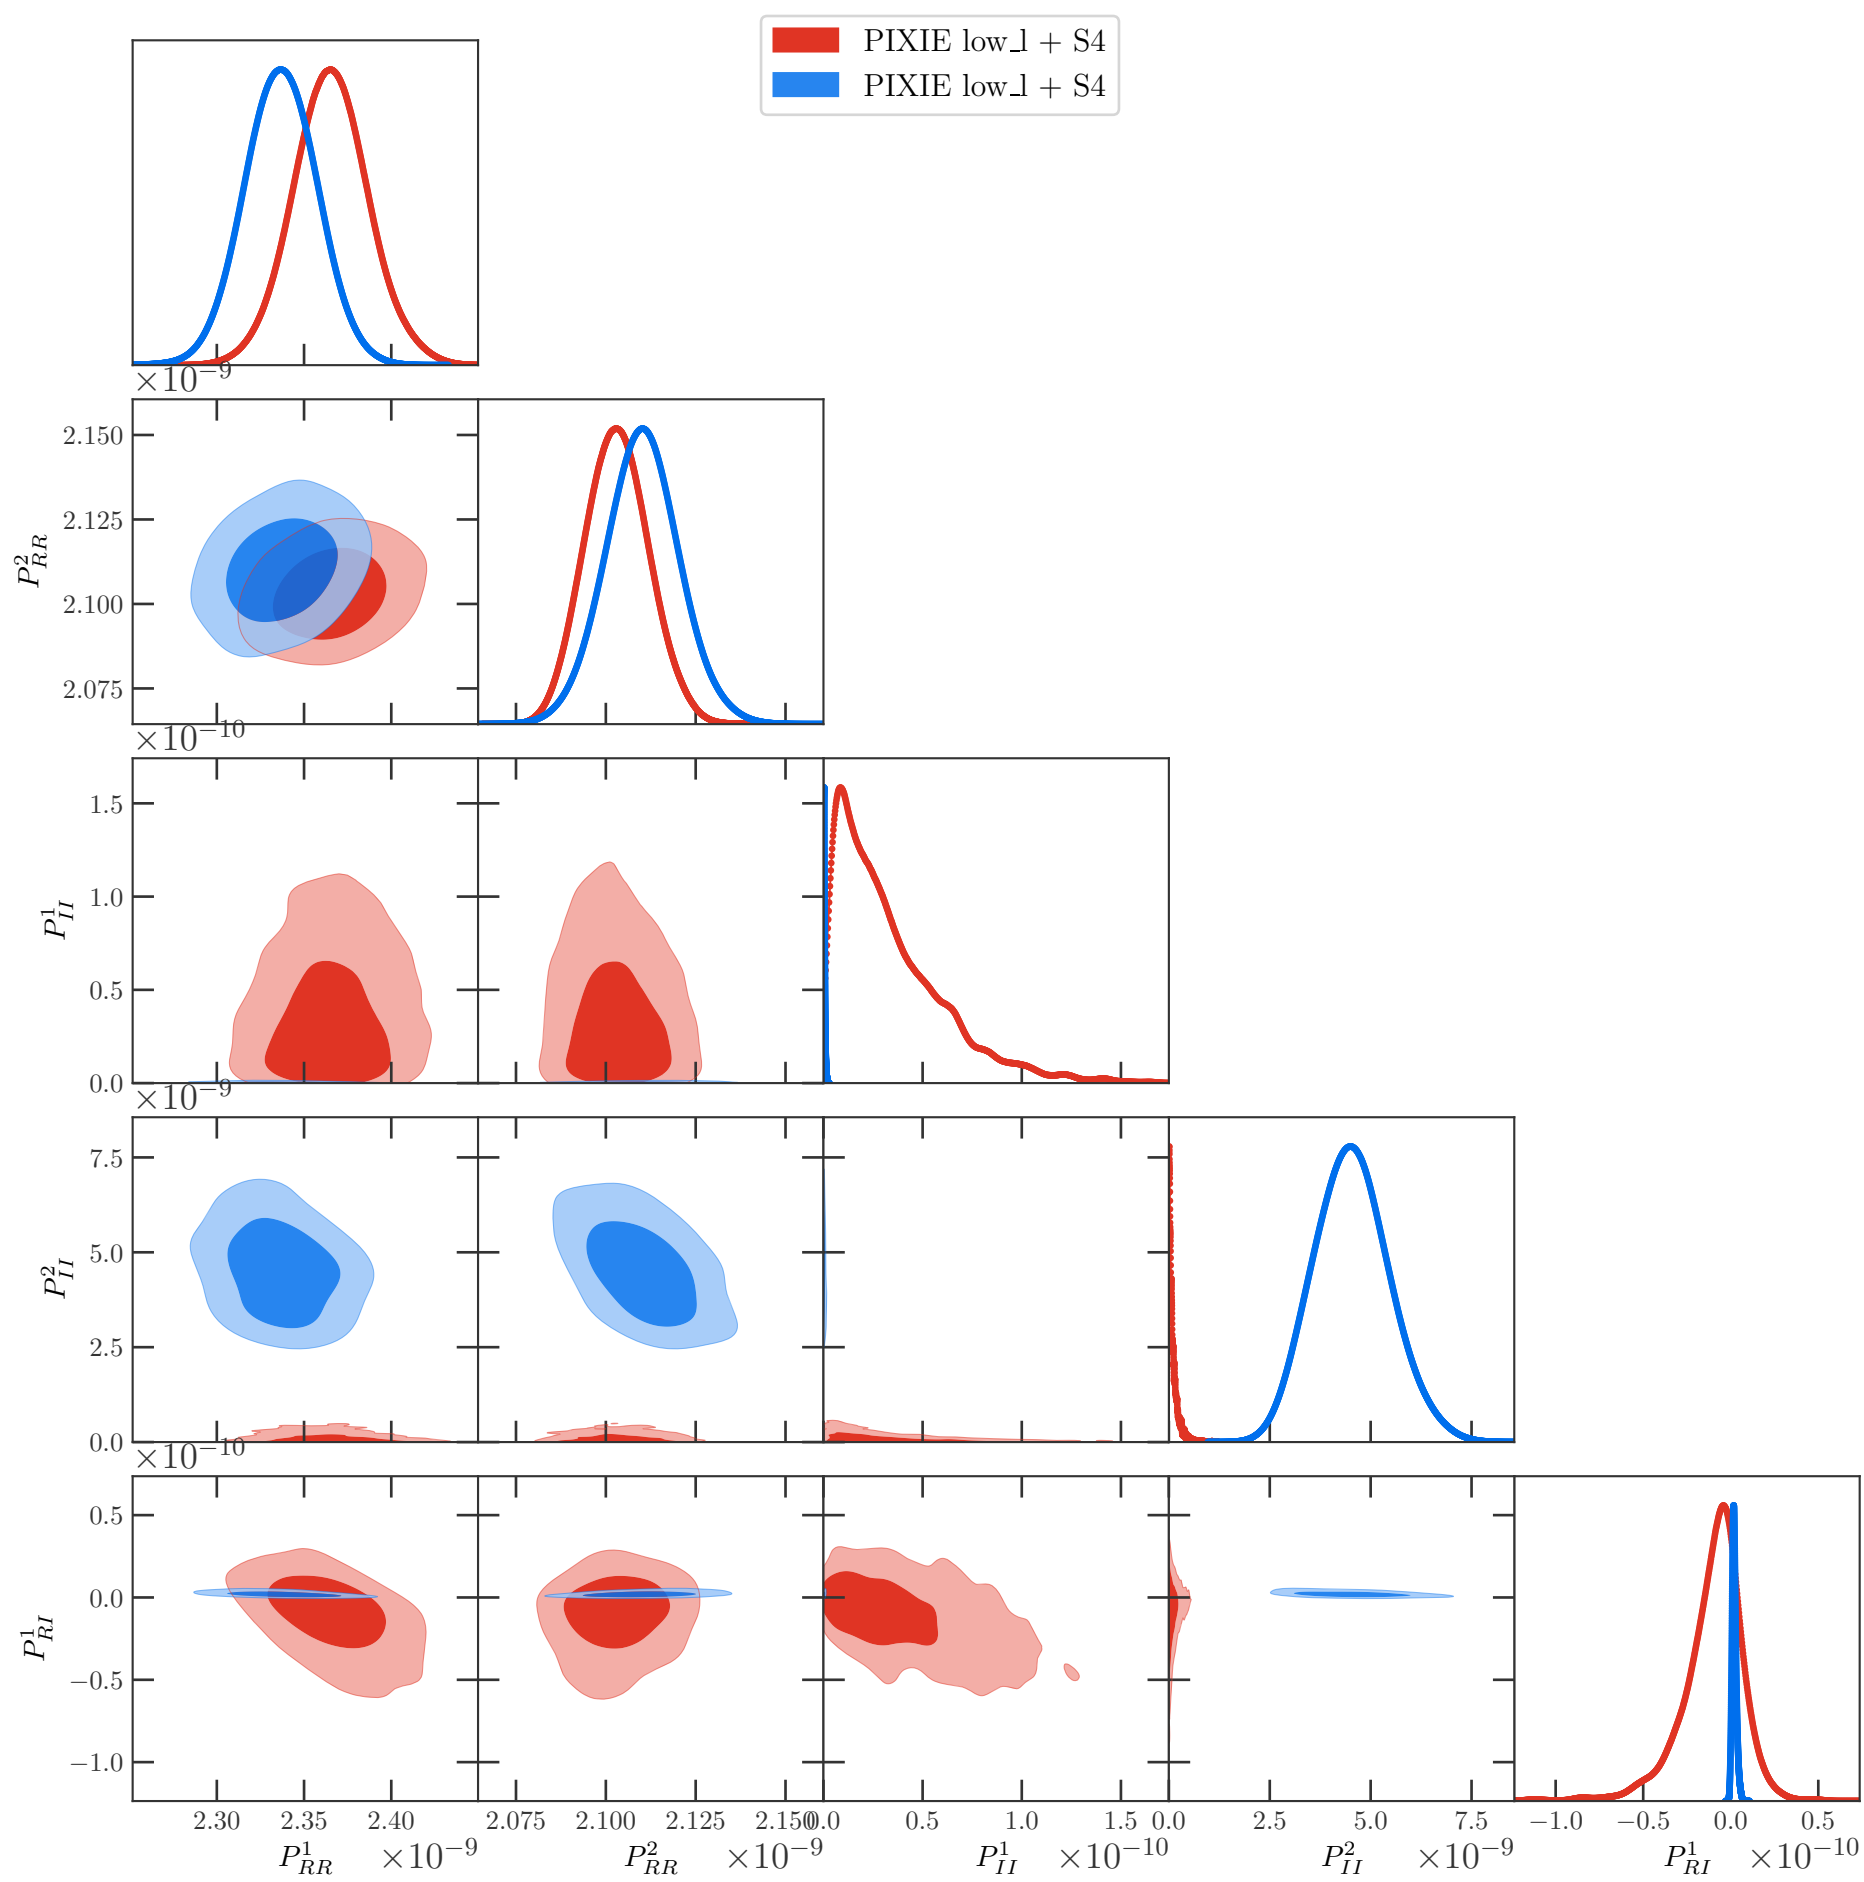 PIXIE low_l + S4
PIXIE low_l + S4
×10⁻⁹
2.150
2.125
2.100
2.075
P²_RR
×10⁻¹⁰
1.5
1.0
0.5
0.0
P¹_II
×10⁻⁹
7.5
5.0
2.5
0.0
P²_II
×10⁻¹⁰
0.5
0.0
−0.5
−1.0
P¹_RI
2.30 2.35 2.40 2.075 2.100 2.125 2.150 0.0 0.5 1.0 1.5 0.0 2.5 5.0 7.5 −1.0 −0.5 0.0 0.5
P¹_RR ×10⁻⁹ P²_RR ×10⁻⁹ P¹_II ×10⁻¹⁰ P²_II ×10⁻⁹ P¹_RI ×10⁻¹⁰